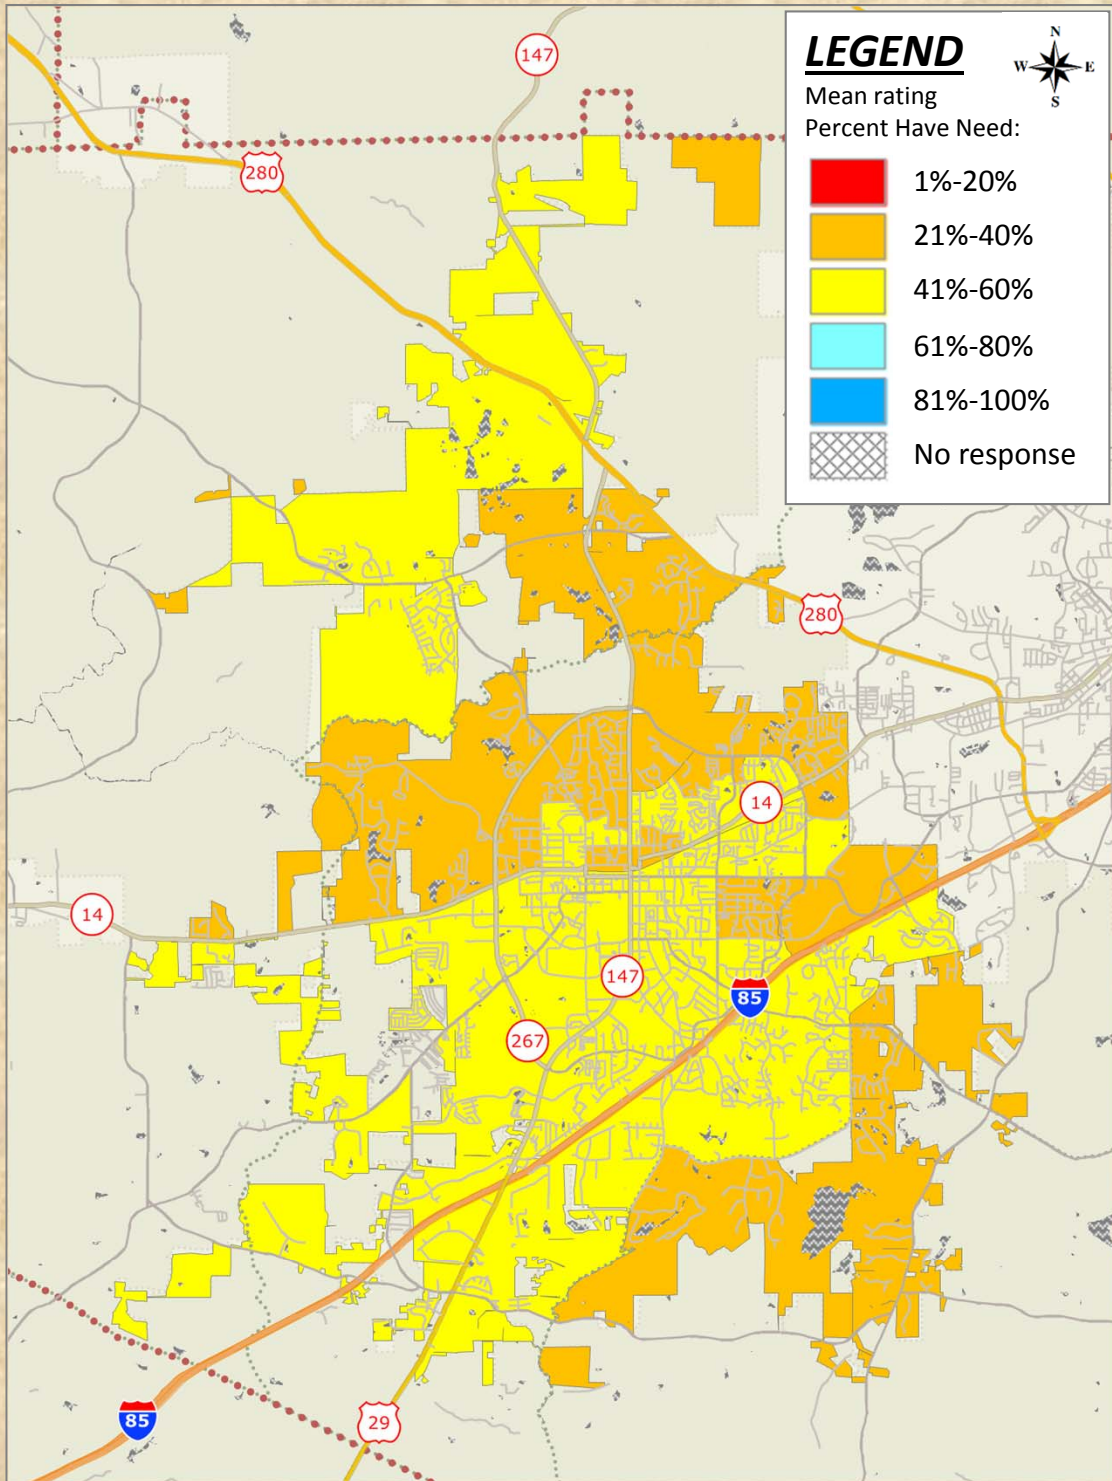 LEGEND
N
W E
S
Mean rating
Percent Have Need:
1%-20%
21%-40%
41%-60%
61%-80%
81%-100%
No response
147
280
280
14
14
147
85
267
85
29